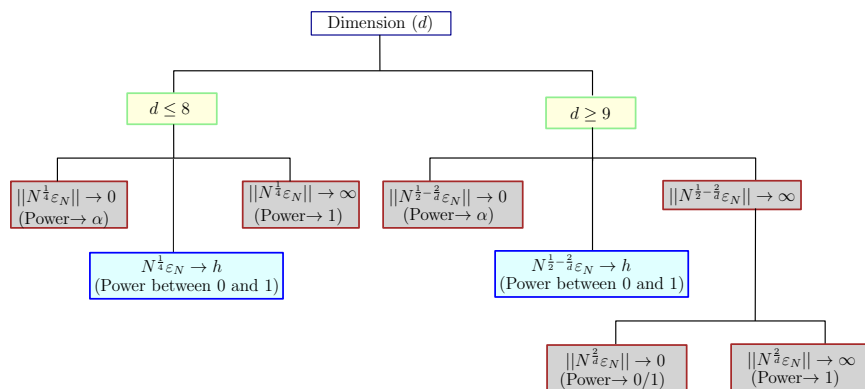 Dimension (d)
d ≤ 8
d ≥ 9
||N^{1/4} ε_N|| → 0
(Power→ α)
||N^{1/4} ε_N|| → ∞
(Power→ 1)
||N^{1/2 − 2/d} ε_N|| → 0
(Power→ α)
||N^{1/2 − 2/d} ε_N|| → ∞
N^{1/4} ε_N → h
(Power between 0 and 1)
N^{1/2 − 2/d} ε_N → h
(Power between 0 and 1)
||N^{2/d} ε_N|| → 0
(Power→ 0/1)
||N^{2/d} ε_N|| → ∞
(Power→ 1)